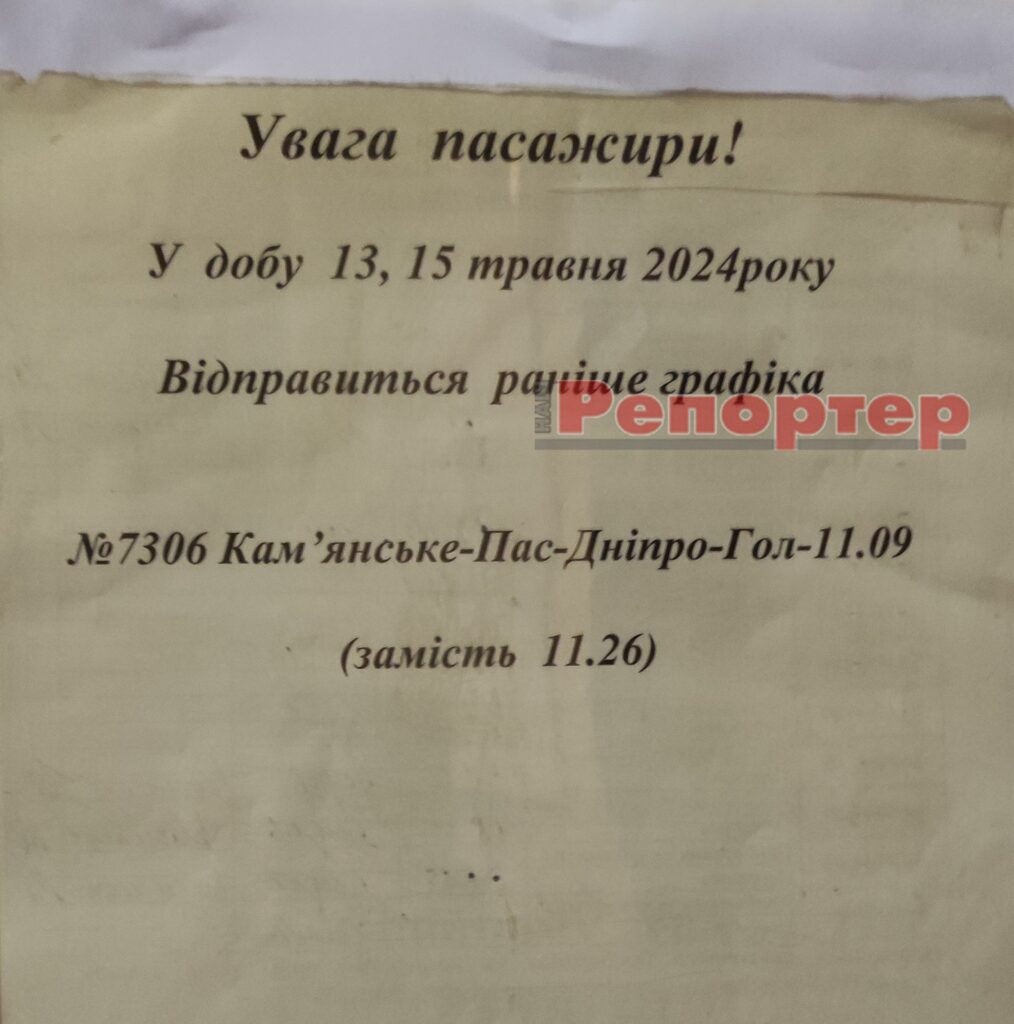 Увага пасажири!
У добу 13, 15 травня 2024року
Відправиться раніше графіка
НАШ Репортер
№7306 Кам’янське-Пас-Дніпро-Гол-11.09
(замість 11.26)